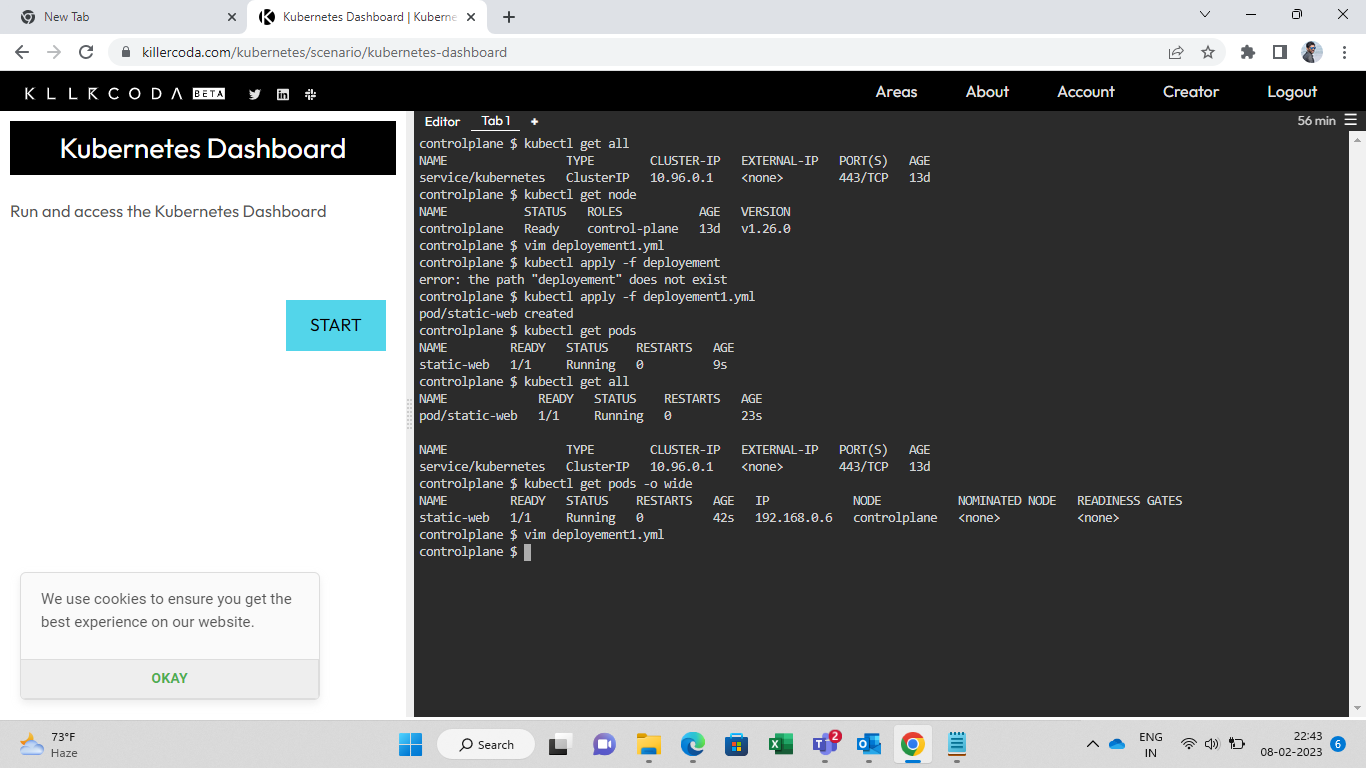 New Tab
Kubernetes Dashboard | Kuberne
killercoda.com/kubernetes/scenario/kubernetes-dashboard
KLLRCODA BETA
Areas About Account Creator Logout
Kubernetes Dashboard
Run and access the Kubernetes Dashboard
START
We use cookies to ensure you get the
best experience on our website.
OKAY
Editor Tab 1 +
56 min
controlplane $ kubectl get all
NAME TYPE CLUSTER-IP EXTERNAL-IP PORT(S) AGE
service/kubernetes ClusterIP 10.96.0.1 <none> 443/TCP 13d
controlplane $ kubectl get node
NAME STATUS ROLES AGE VERSION
controlplane Ready control-plane 13d v1.26.0
controlplane $ vim deployement1.yml
controlplane $ kubectl apply -f deployement
error: the path "deployement" does not exist
controlplane $ kubectl apply -f deployement1.yml
pod/static-web created
controlplane $ kubectl get pods
NAME READY STATUS RESTARTS AGE
static-web 1/1 Running 0 9s
controlplane $ kubectl get all
NAME READY STATUS RESTARTS AGE
pod/static-web 1/1 Running 0 23s
NAME TYPE CLUSTER-IP EXTERNAL-IP PORT(S) AGE
service/kubernetes ClusterIP 10.96.0.1 <none> 443/TCP 13d
controlplane $ kubectl get pods -o wide
NAME READY STATUS RESTARTS AGE IP NODE NOMINATED NODE READINESS GATES
static-web 1/1 Running 0 42s 192.168.0.6 controlplane <none> <none>
controlplane $ vim deployement1.yml
controlplane $
73°F
Haze
Search
2
ENG
IN
22:43
08-02-2023
6